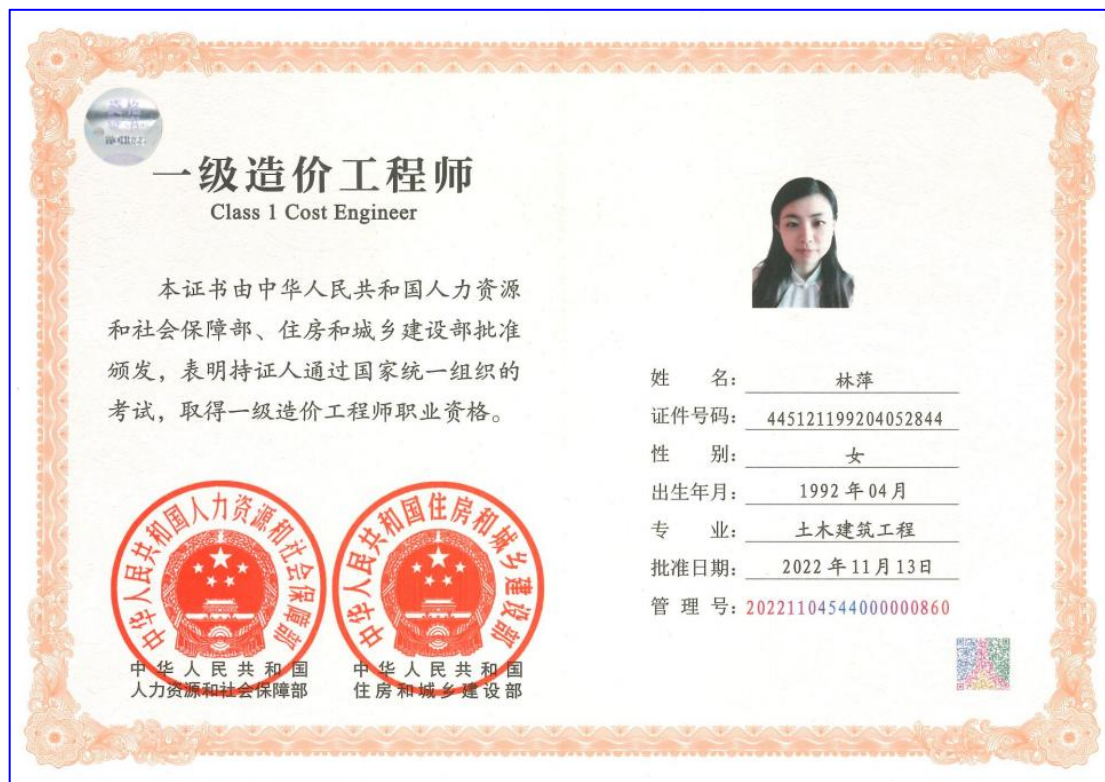 一级造价工程师
Class 1 Cost Engineer
本证书由中华人民共和国人力资源
和社会保障部、住房和城乡建设部批准
颁发，表明持证人通过国家统一组织的
考试，取得一级造价工程师职业资格。
中华人民共和国人力资源和社会保障部
中华人民共和国
人力资源和社会保障部
中华人民共和国住房和城乡建设部
中华人民共和国
住房和城乡建设部
姓 名：林萍
证件号码：445121199204052844
性 别：女
出生年月：1992年04月
专 业：土木建筑工程
批准日期：2022年11月13日
管 理 号：20221104544000000860